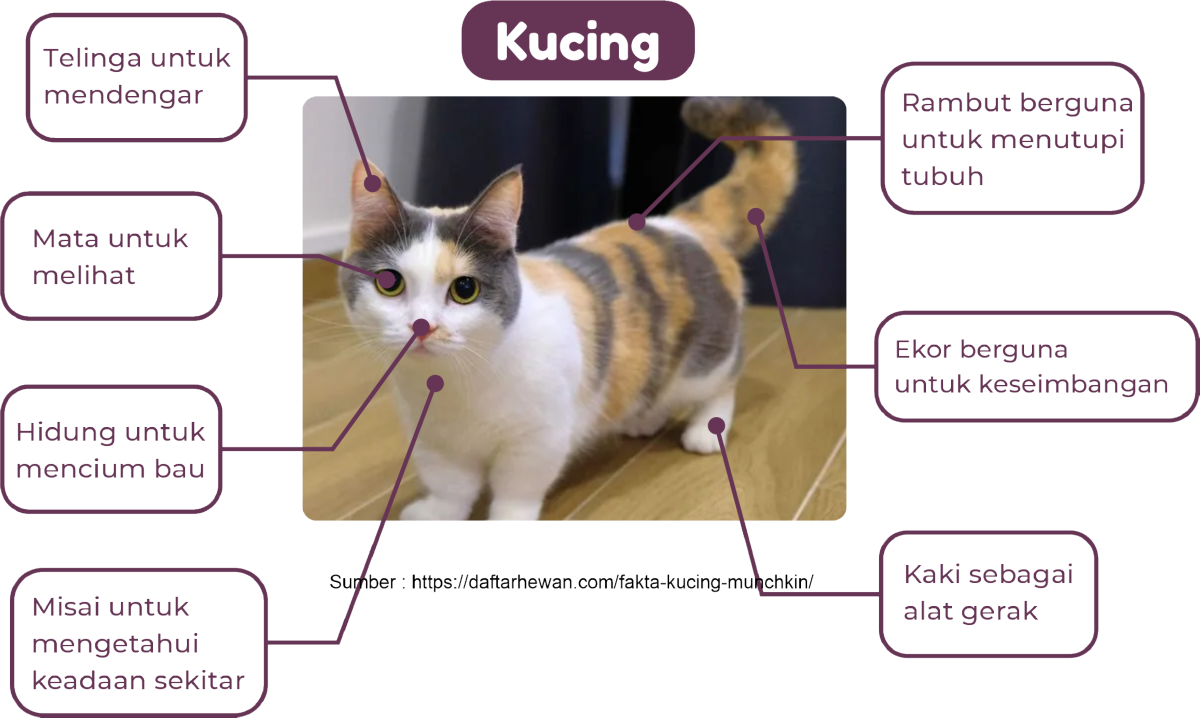 Kucing
Telinga untuk
mendengar
Mata untuk
melihat
Hidung untuk
mencium bau
Misai untuk
mengetahui
keadaan sekitar
Rambut berguna
untuk menutupi
tubuh
Ekor berguna
untuk keseimbangan
Kaki sebagai
alat gerak
Sumber : https://daftarhewan.com/fakta-kucing-munchkin/